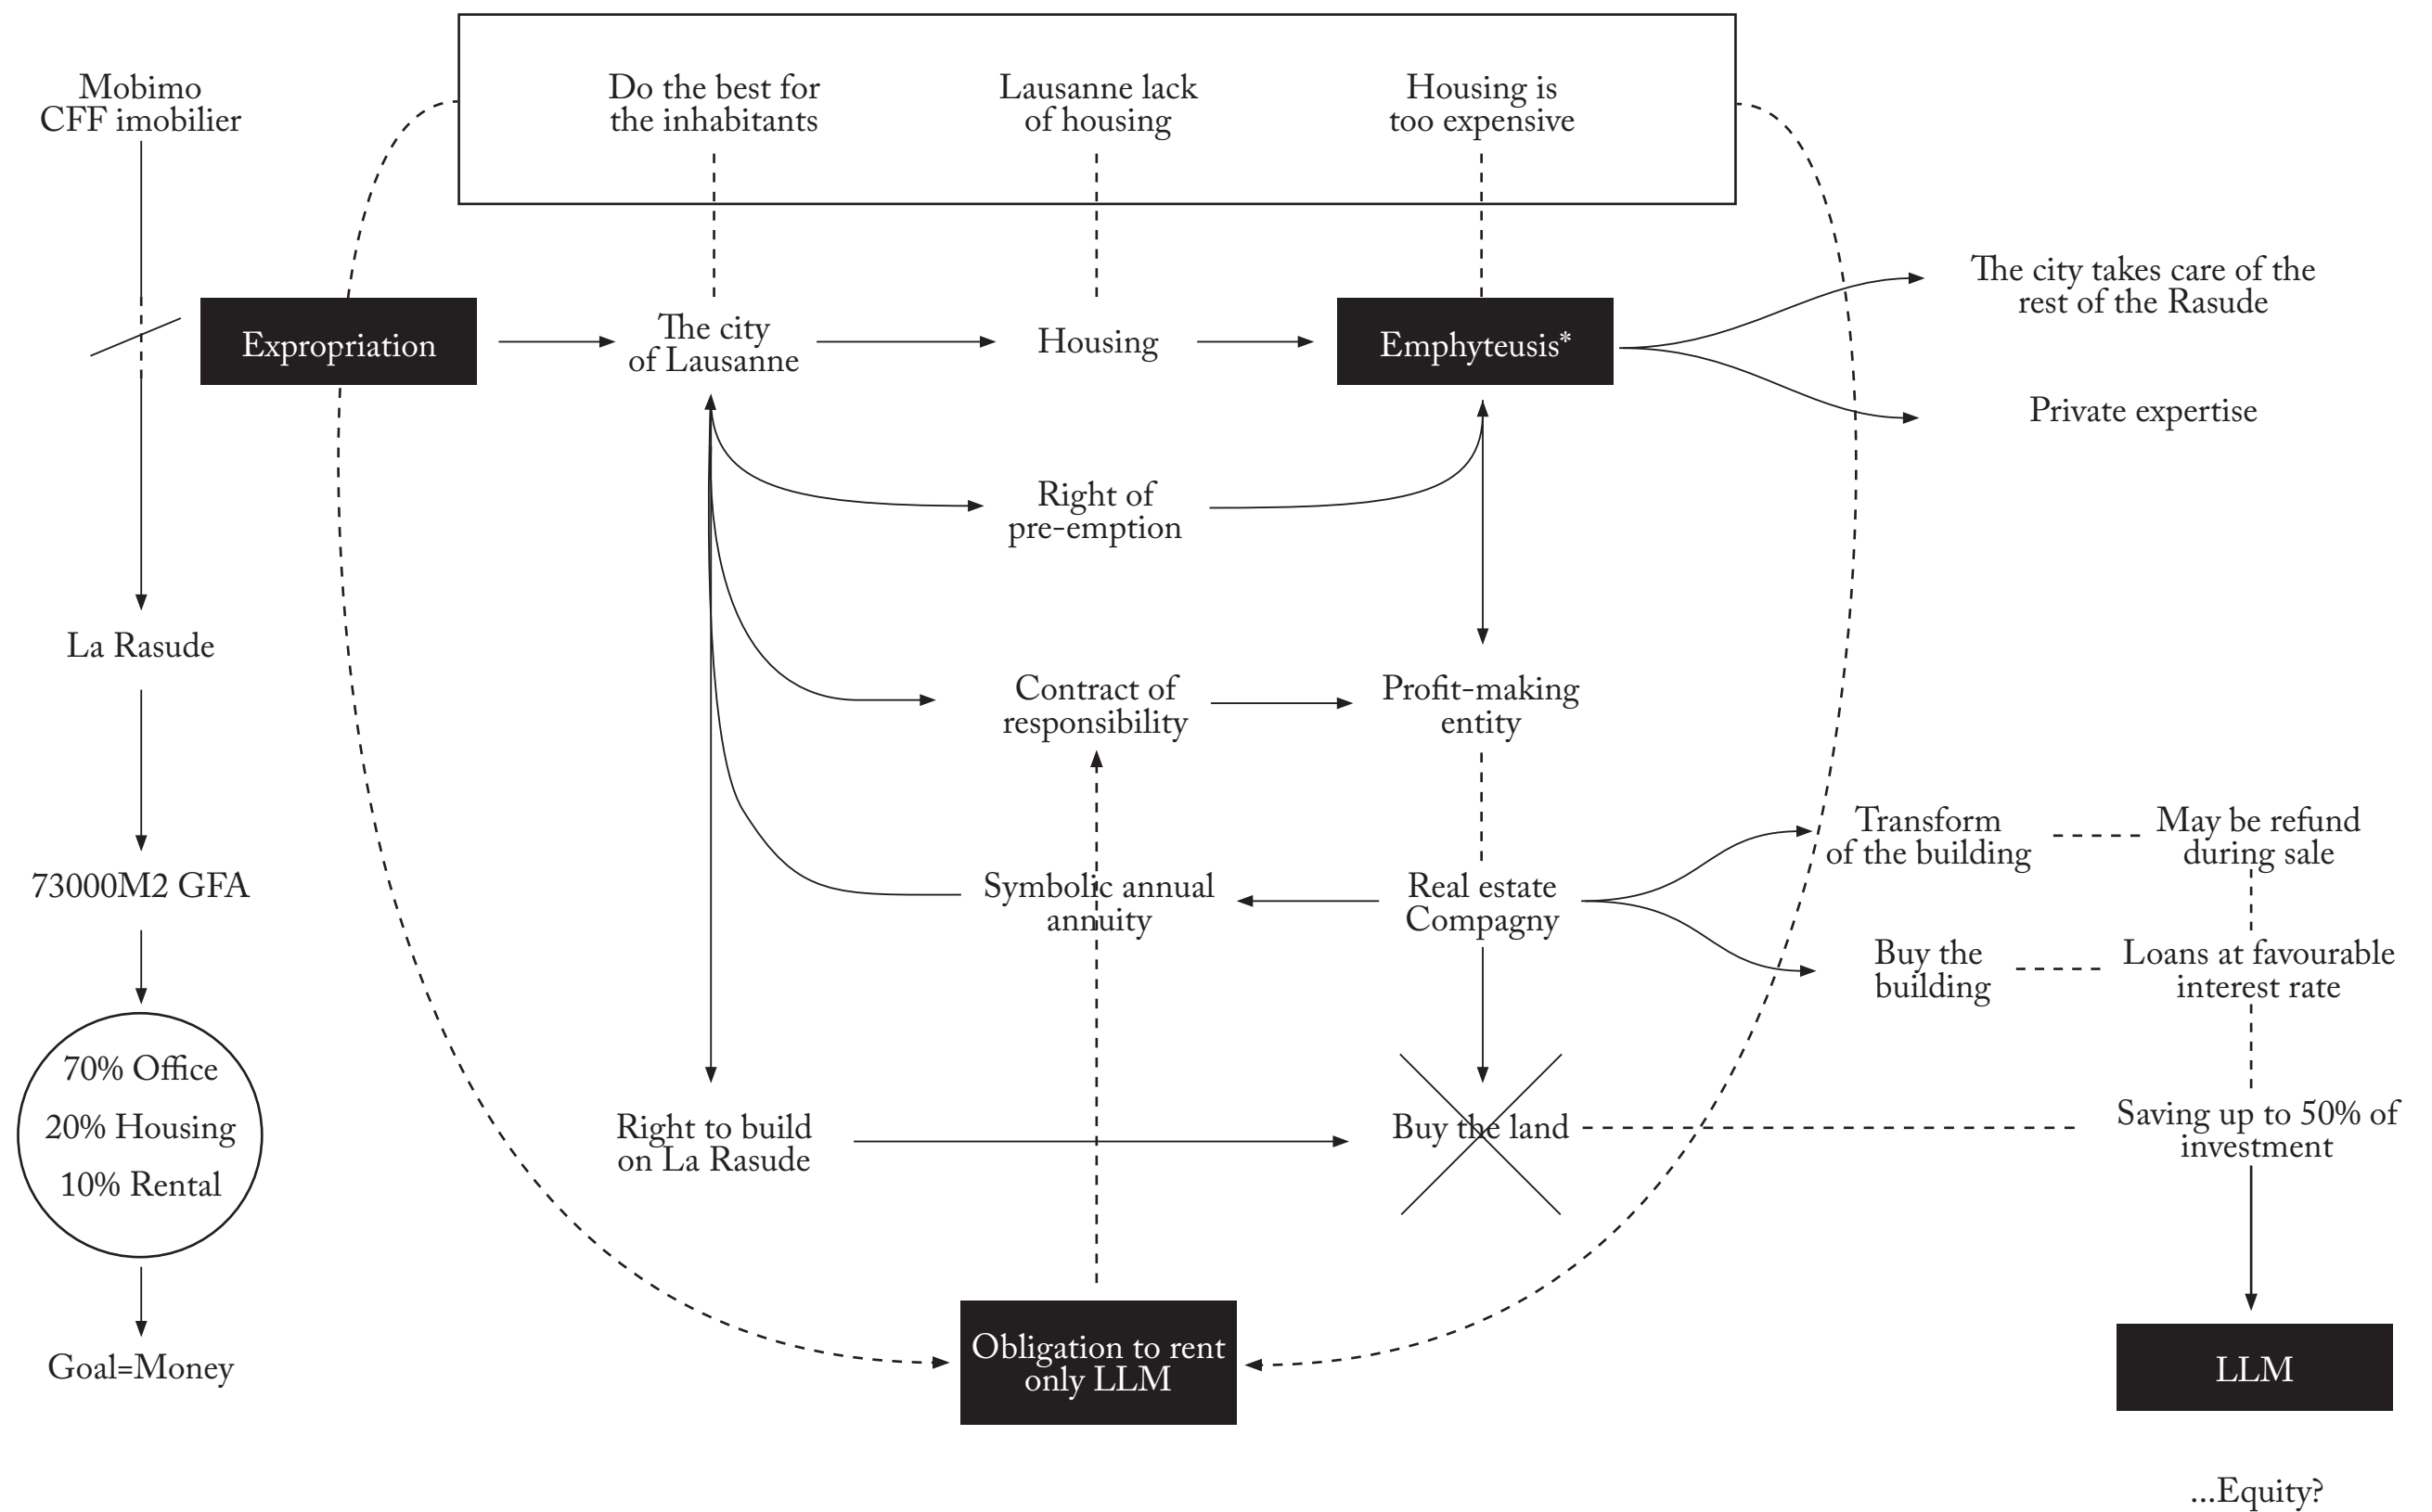 Mobimo
CFF imobilier
Do the best for
the inhabitants
Lausanne lack
of housing
Housing is
too expensive
Expropriation
The city
of Lausanne
Housing
Emphyteusis*
The city takes care of the
rest of the Rasude
Private expertise
Right of
pre-emption
La Rasude
Contract of
responsibility
Profit-making
entity
73000M2 GFA
Symbolic annual
annuity
Real estate
Compagny
Transform
of the building
May be refund
during sale
Buy the
building
Loans at favourable
interest rate
70% Office
20% Housing
10% Rental
Right to build
on La Rasude
Buy the land
Saving up to 50% of
investment
Goal=Money
Obligation to rent
only LLM
LLM
...Equity?